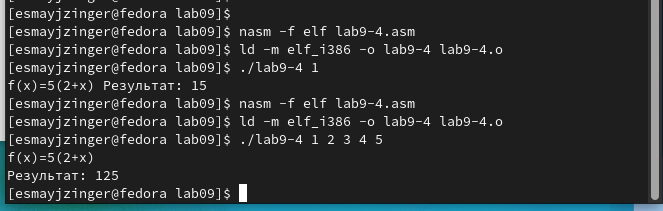 [esmayjzinger@fedora lab09]$
[esmayjzinger@fedora lab09]$ nasm -f elf lab9-4.asm
[esmayjzinger@fedora lab09]$ ld -m elf_i386 -o lab9-4 lab9-4.o
[esmayjzinger@fedora lab09]$ ./lab9-4 1
f(x)=5(2+x) Результат: 15
[esmayjzinger@fedora lab09]$ nasm -f elf lab9-4.asm
[esmayjzinger@fedora lab09]$ ld -m elf_i386 -o lab9-4 lab9-4.o
[esmayjzinger@fedora lab09]$ ./lab9-4 1 2 3 4 5
f(x)=5(2+x)
Результат: 125
[esmayjzinger@fedora lab09]$